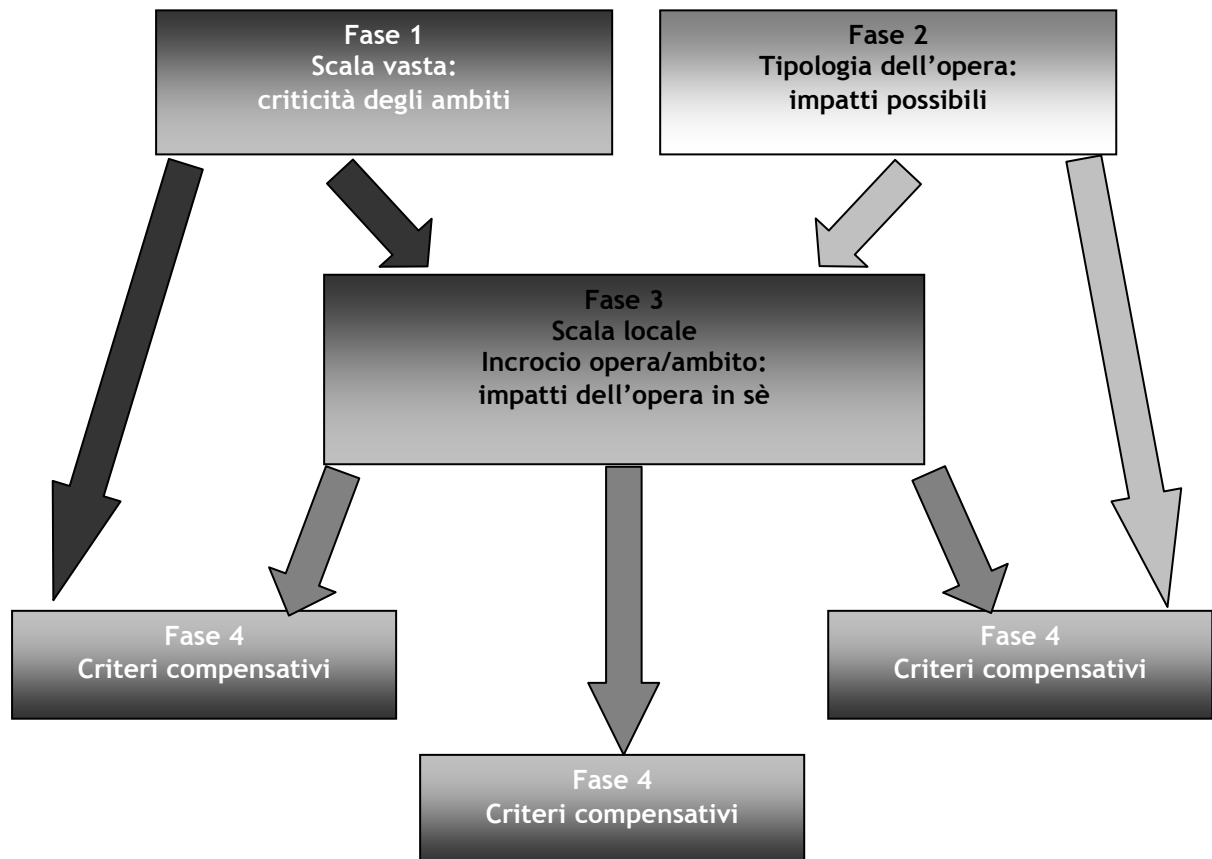 Fase 1
Scala vasta:
criticità degli ambiti
Fase 2
Tipologia dell’opera:
impatti possibili
Fase 3
Scala locale
Incrocio opera/ambito:
impatti dell’opera in sè
Fase 4
Criteri compensativi
Fase 4
Criteri compensativi
Fase 4
Criteri compensativi